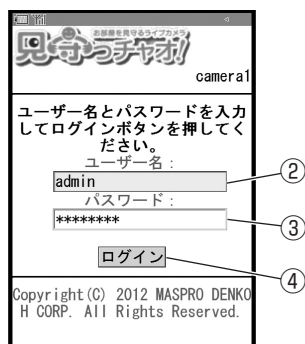 お部屋を見守るライブカメラ
見守っチャオ!
camera1
ユーザー名とパスワードを入力
してログインボタンを押してく
ださい。
ユーザー名：
admin
②
パスワード：
********
③
ログイン
④
Copyright(C) 2012 MASPRO DENKO
H CORP. All Rights Reserved.